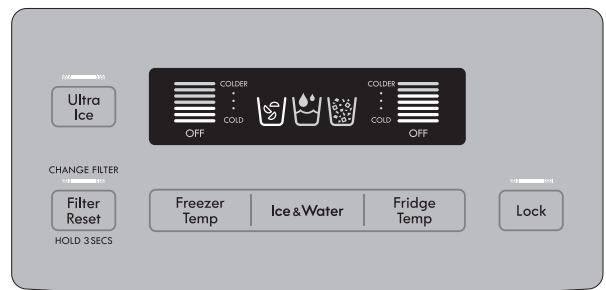 COLDER
COLD
OFF
COLDER
COLD
OFF
Ultra
Ice
CHANGE FILTER
Filter
Reset
HOLD 3 SECS
Freezer
Temp
Ice & Water
Fridge
Temp
Lock